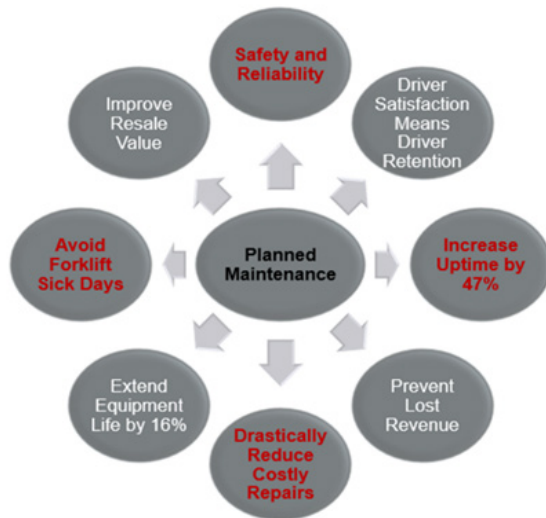 Safety and
Reliability
Driver
Satisfaction
Means
Driver
Retention
Increase
Uptime by
47%
Prevent
Lost
Revenue
Drastically
Reduce
Costly
Repairs
Extend
Equipment
Life by 16%
Avoid
Forklift
Sick Days
Improve
Resale
Value
Planned
Maintenance